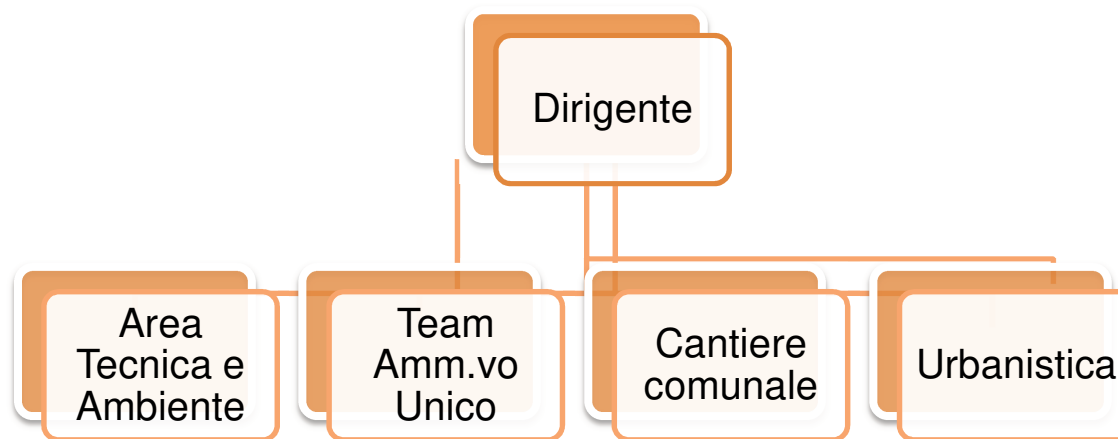 Dirigente
Area
Tecnica e
Ambiente
Team
Amm.vo
Unico
Cantiere
comunale
Urbanistica